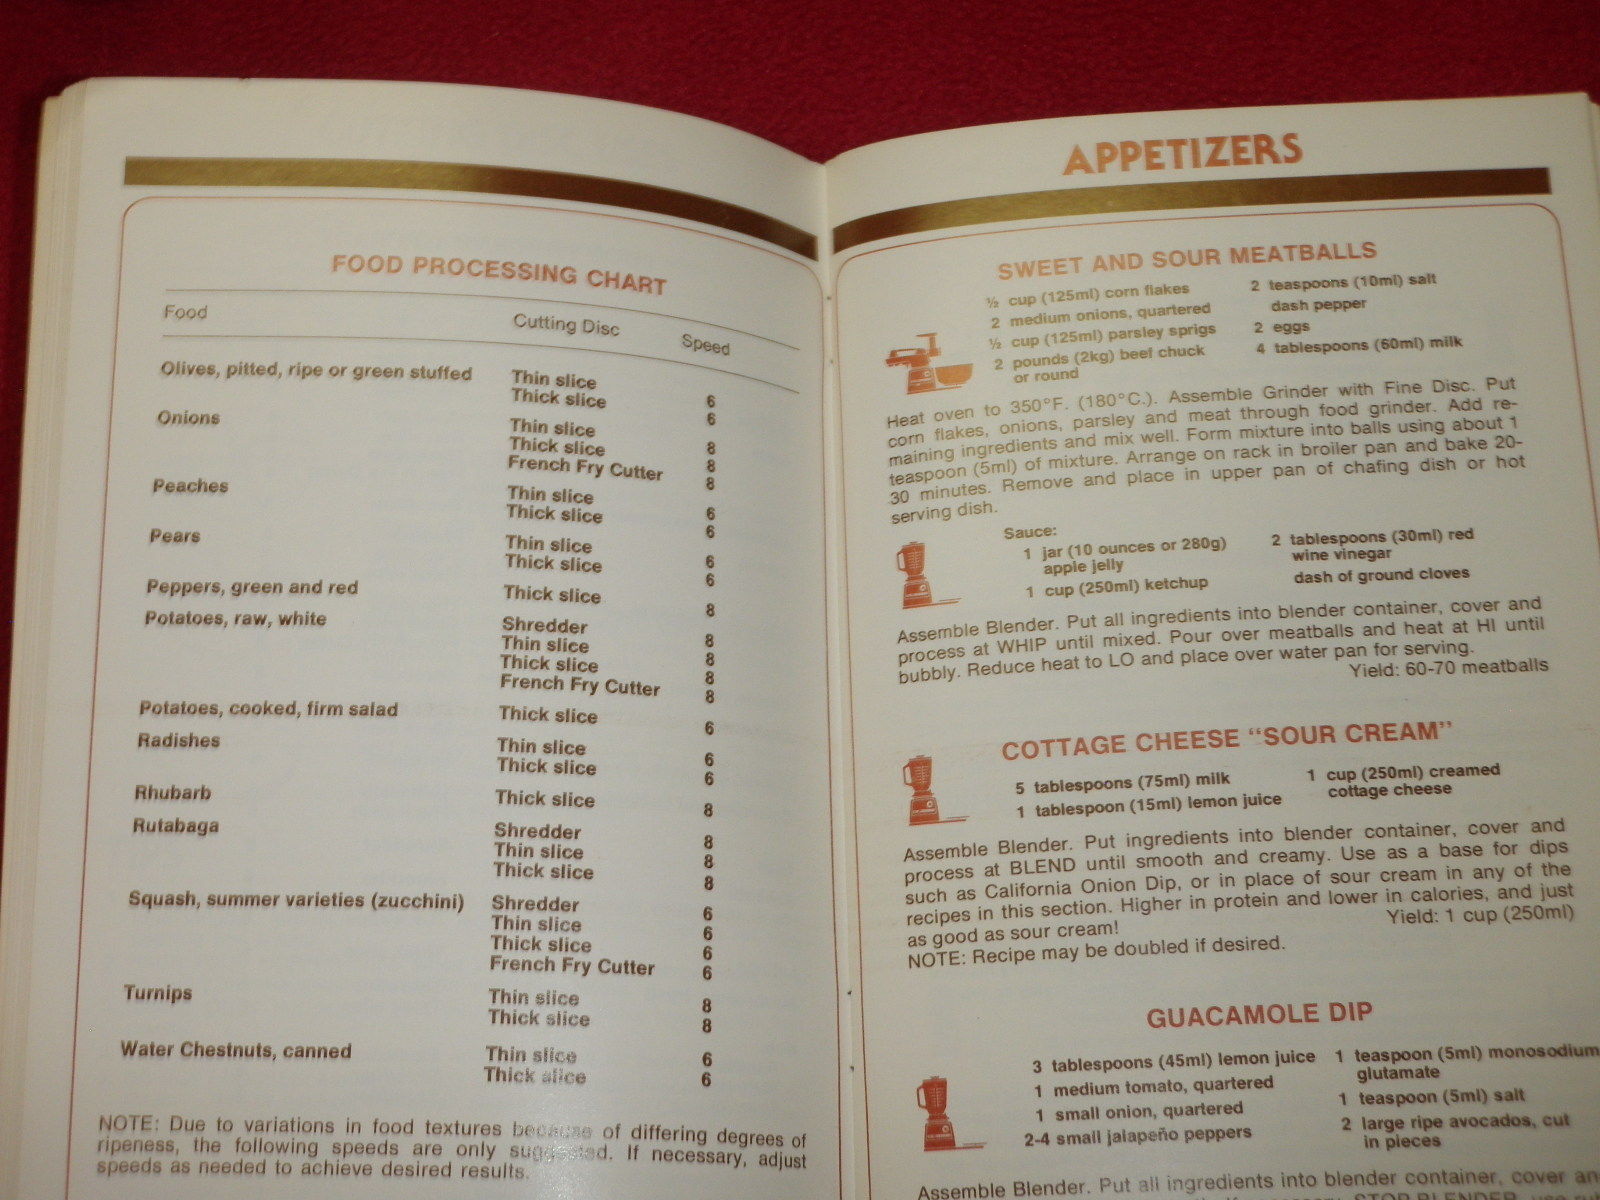 FOOD PROCESSING CHART
Food Cutting Disc Speed
Olives, pitted, ripe or green stuffed Thin slice 6
Thick slice 6
Onions Thin slice 8
Thick slice 8
French Fry Cutter 8
Peaches Thin slice 6
Thick slice 6
Pears Thin slice 6
Thick slice 6
Peppers, green and red Thick slice 8
Potatoes, raw, white Shredder 8
Thin slice 8
Thick slice 8
French Fry Cutter 8
Potatoes, cooked, firm salad Thick slice 6
Radishes Thin slice 6
Thick slice 6
Rhubarb Thick slice 8
Rutabaga Shredder 8
Thin slice 8
Thick slice 8
Squash, summer varieties (zucchini) Shredder 6
Thin slice 6
Thick slice 6
French Fry Cutter 6
Turnips Thin slice 8
Thick slice 8
Water Chestnuts, canned Thin slice 6
Thick slice 6
NOTE: Due to variations in food textures because of differing degrees of
ripeness, the following speeds are only suggested. If necessary, adjust
speeds as needed to achieve desired results.
APPETIZERS
SWEET AND SOUR MEATBALLS
½ cup (125ml) corn flakes
2 medium onions, quartered
½ cup (125ml) parsley sprigs
2 pounds (2kg) beef chuck
or round
2 teaspoons (10ml) salt
dash pepper
2 eggs
4 tablespoons (60ml) milk
Heat oven to 350°F. (180°C.). Assemble Grinder with Fine Disc. Put
corn flakes, onions, parsley and meat through food grinder. Add re-
maining ingredients and mix well. Form mixture into balls using about 1
teaspoon (5ml) of mixture. Arrange on rack in broiler pan and bake 20-
30 minutes. Remove and place in upper pan of chafing dish or hot
serving dish.
Sauce:
1 jar (10 ounces or 280g)
apple jelly
1 cup (250ml) ketchup
2 tablespoons (30ml) red
wine vinegar
dash of ground cloves
Assemble Blender. Put all ingredients into blender container, cover and
process at WHIP until mixed. Pour over meatballs and heat at HI until
bubbly. Reduce heat to LO and place over water pan for serving.
Yield: 60-70 meatballs
COTTAGE CHEESE "SOUR CREAM"
5 tablespoons (75ml) milk
1 tablespoon (15ml) lemon juice
1 cup (250ml) creamed
cottage cheese
Assemble Blender. Put ingredients into blender container, cover and
process at BLEND until smooth and creamy. Use as a base for dips
such as California Onion Dip, or in place of sour cream in any of the
recipes in this section. Higher in protein and lower in calories, and just
as good as sour cream! Yield: 1 cup (250ml)
NOTE: Recipe may be doubled if desired.
GUACAMOLE DIP
3 tablespoons (45ml) lemon juice
1 medium tomato, quartered
1 small onion, quartered
2-4 small jalapeño peppers
1 teaspoon (5ml) monosodium
glutamate
1 teaspoon (5ml) salt
2 large ripe avocados, cut
in pieces
Assemble Blender. Put all ingredients into blender container, cover an
STOP BLENDER